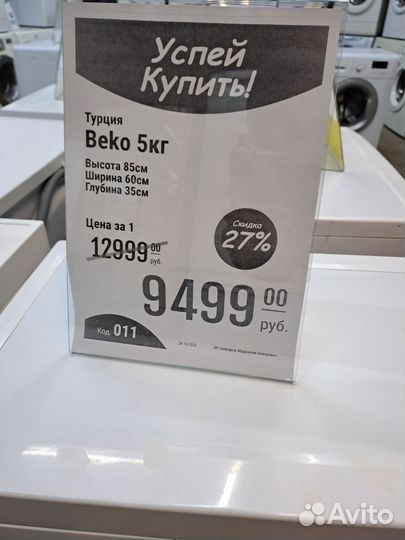 Успей
Купить!
Турция
Beko 5кг
Высота 85см
Ширина 60см
Глубина 35см
Цена за 1
12999 00
руб.
Скидка
27%
9499 00
руб.
Код: 011
ИП
Avito